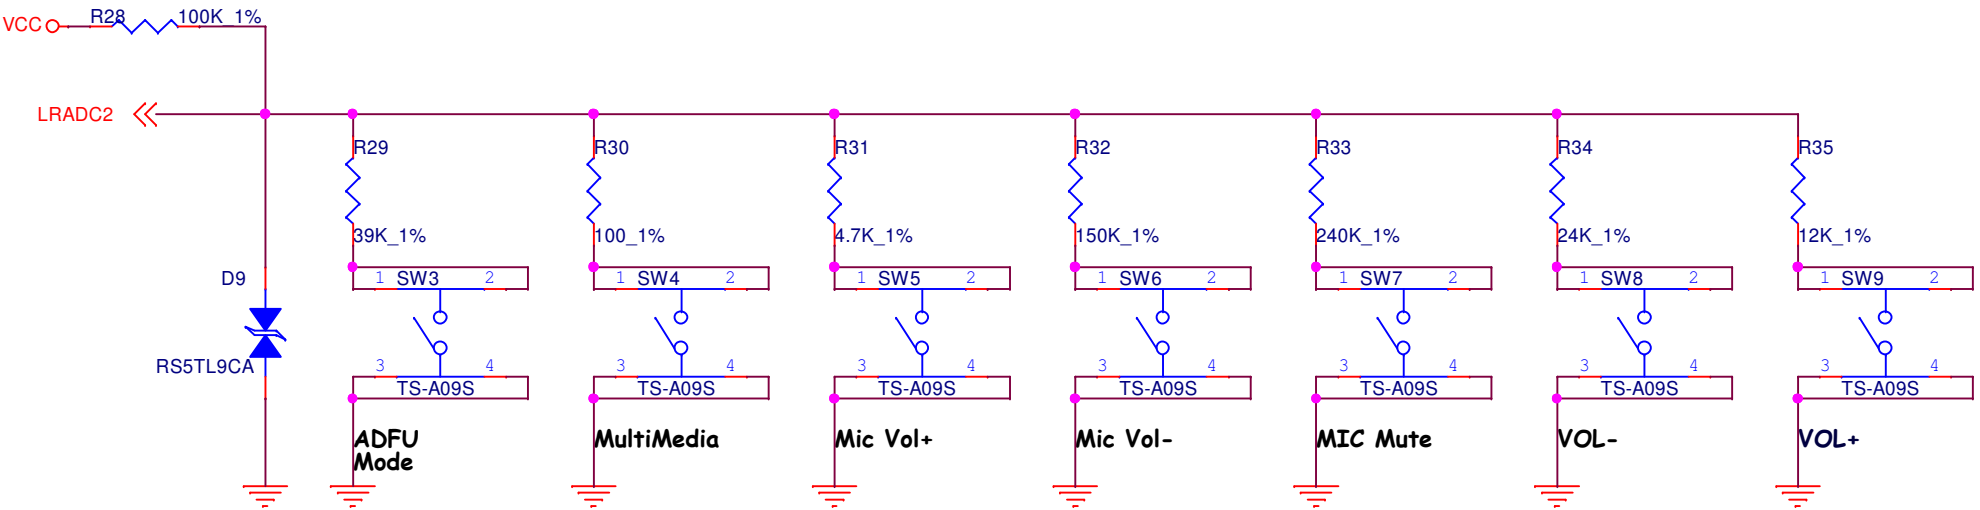 VCC R28 100K_1%
LRADC2
R29 R30 R31 R32 R33 R34 R35
39K_1% 100_1% 4.7K_1% 150K_1% 240K_1% 24K_1% 12K_1%
D9
1 SW3 2 1 SW4 2 1 SW5 2 1 SW6 2 1 SW7 2 1 SW8 2 1 SW9 2
RS5TL9CA
3 4 3 4 3 4 3 4 3 4 3 4 3 4
TS-A09S TS-A09S TS-A09S TS-A09S TS-A09S TS-A09S TS-A09S
ADFU MultiMedia Mic Vol+ Mic Vol- MIC Mute VOL- VOL+
Mode